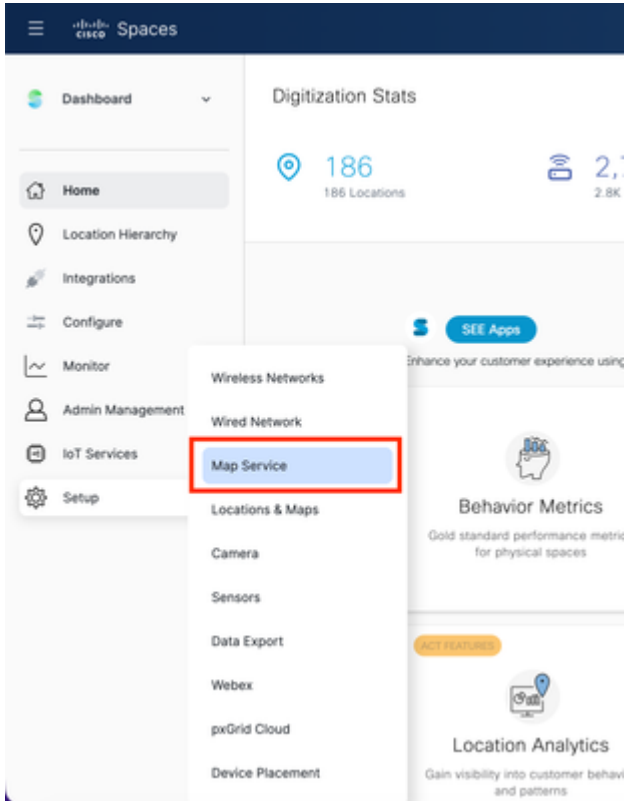 cisco Spaces
Dashboard
Home
Location Hierarchy
Integrations
Configure
Monitor
Admin Management
IoT Services
Setup
Wireless Networks
Wired Network
Map Service
Locations & Maps
Camera
Sensors
Data Export
Webex
pxGrid Cloud
Device Placement
Digitization Stats
186
186 Locations
2.8K
SEE Apps
Enhance your customer experience using
Behavior Metrics
Gold standard performance metric
for physical spaces
ACT FEATURES
Location Analytics
Gain visibility into customer behavi
and patterns